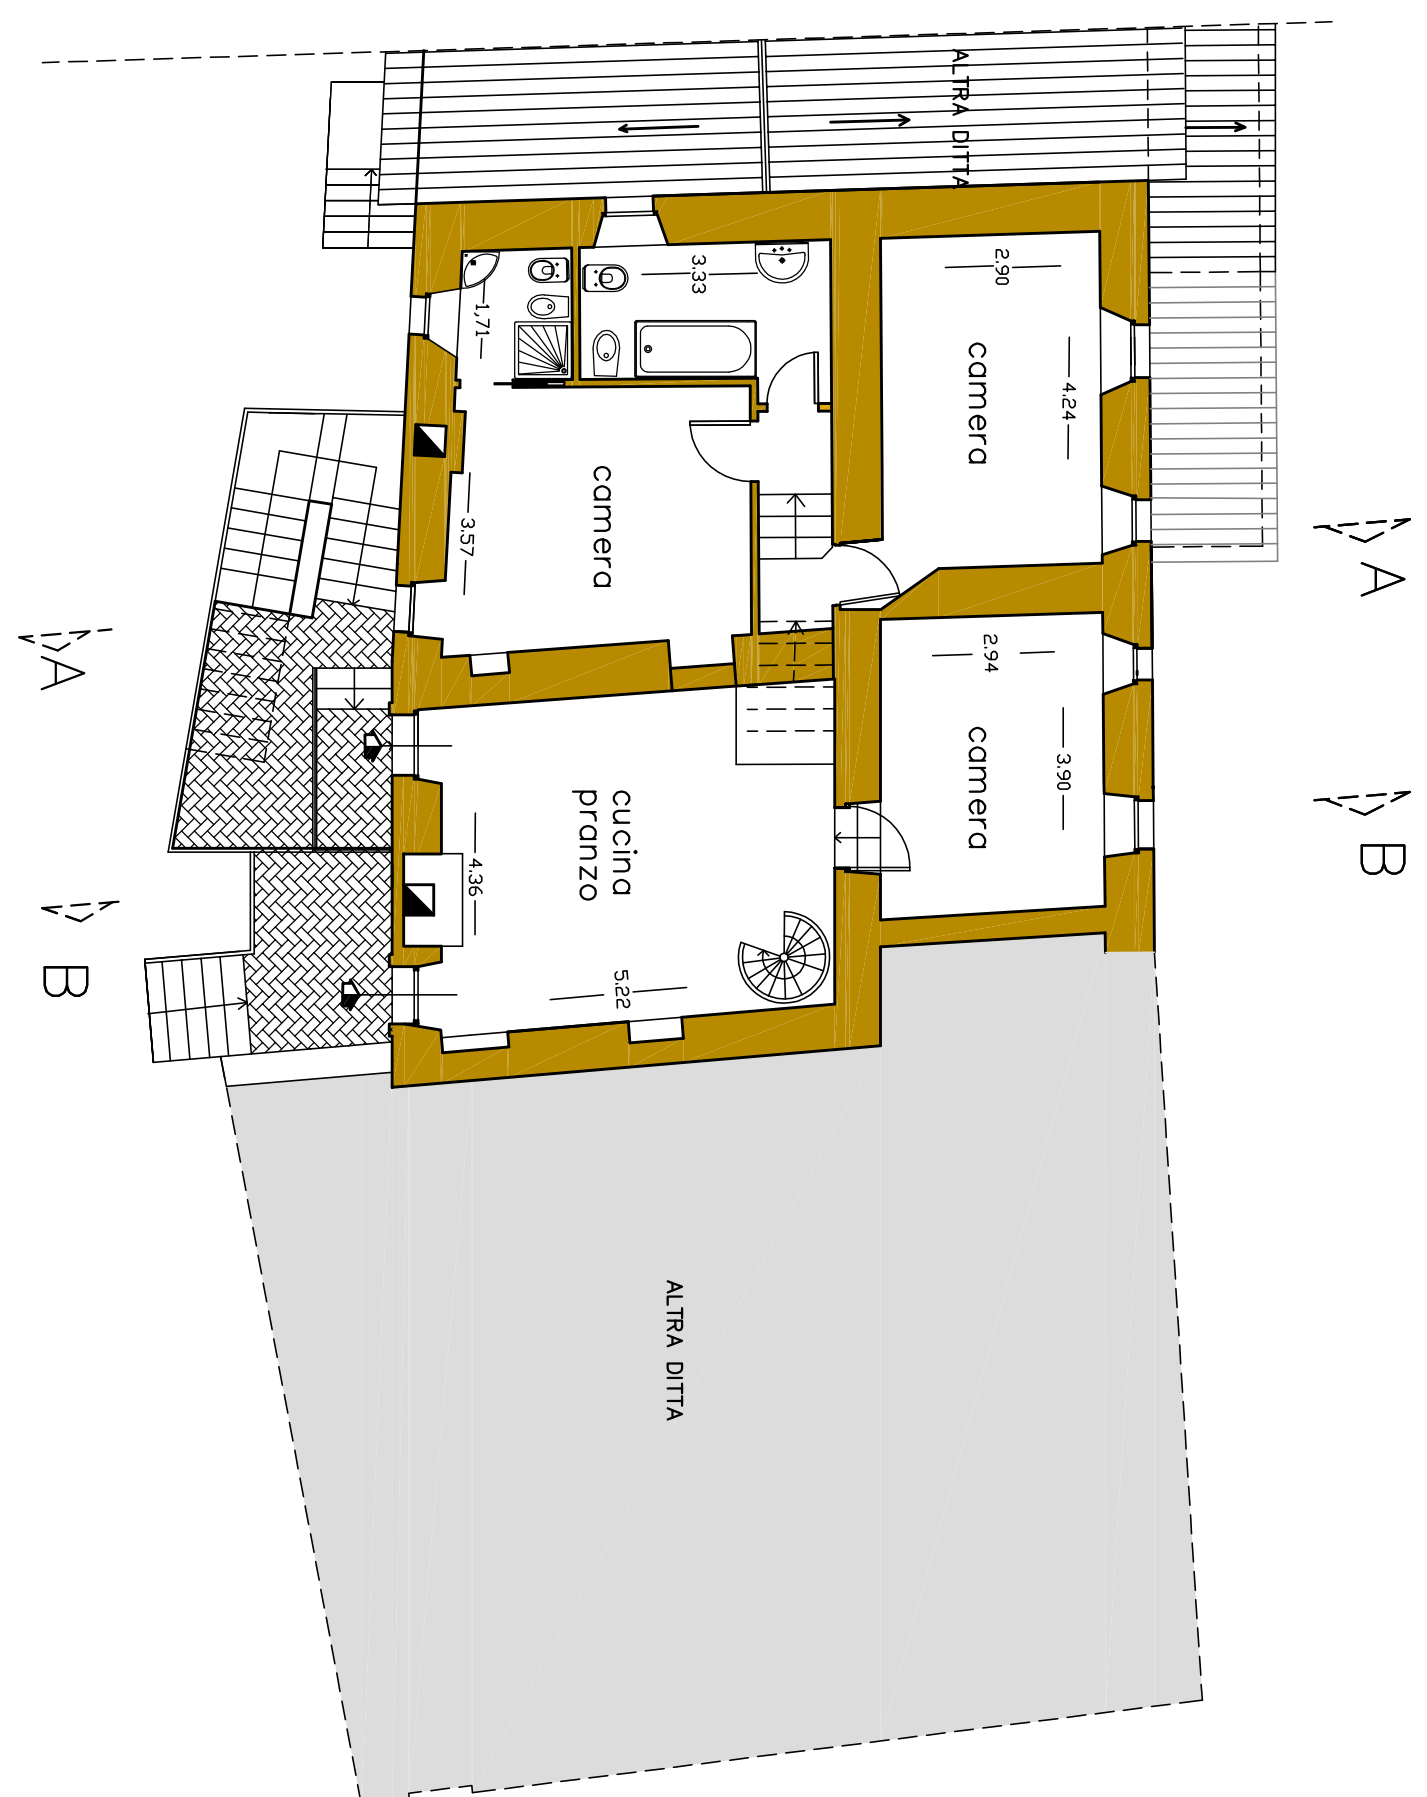 ALTRA DITTA
2,90
3,33
1,71
camera
4,24
camera
3,57
A
A
2,94
camera
3,90
cucina
pranzo
4,36
5,22
B
B
ALTRA DITTA